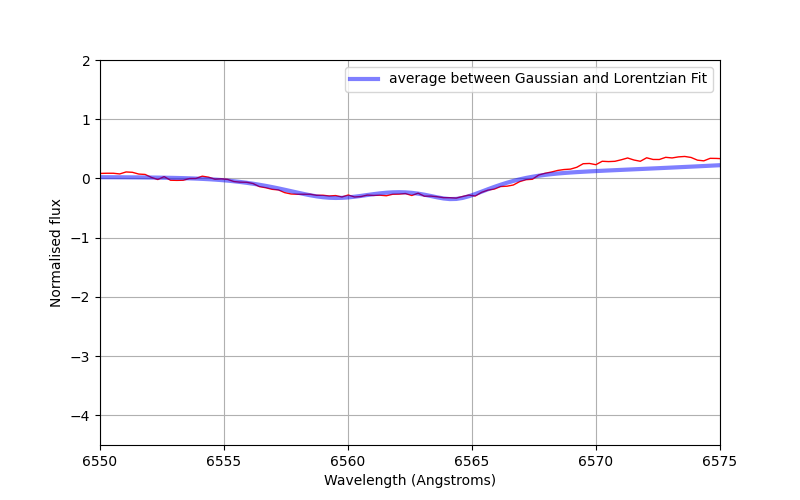 average between Gaussian and Lorentzian Fit
2
1
0
−1
−2
−3
−4
Normalised flux
6550 6555 6560 6565 6570 6575
Wavelength (Angstroms)